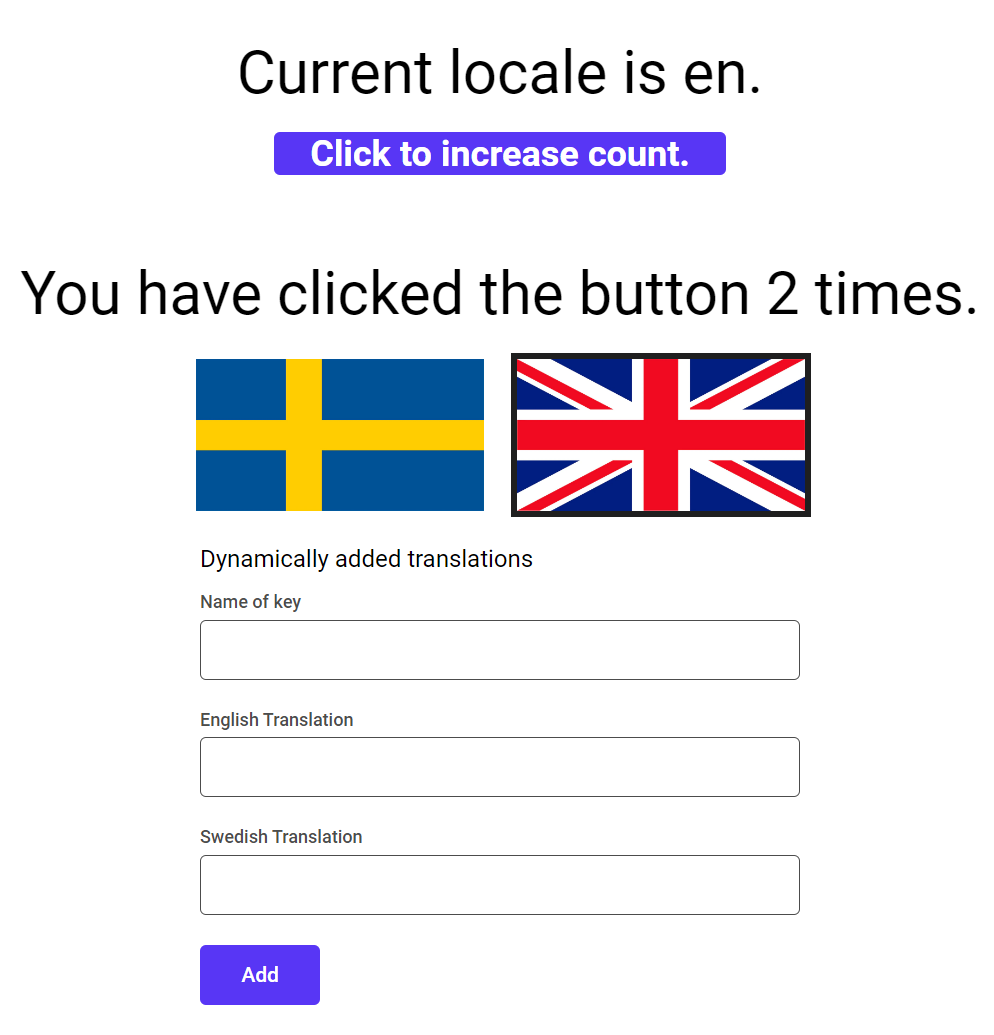 Current locale is en.
Click to increase count.
You have clicked the button 2 times.
Dynamically added translations
Name of key
English Translation
Swedish Translation
Add